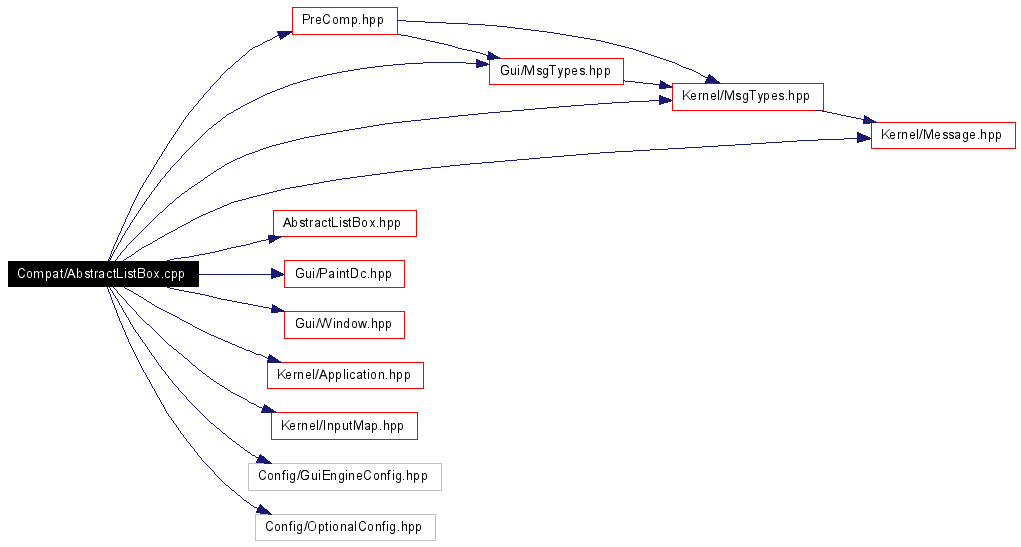 PreComp.hpp
Gui/MsgTypes.hpp
Kernel/MsgTypes.hpp
Kernel/Message.hpp
AbstractListBox.hpp
Compat/AbstractListBox.cpp
Gui/PaintDc.hpp
Gui/Window.hpp
Kernel/Application.hpp
Kernel/InputMap.hpp
Config/GuiEngineConfig.hpp
Config/OptionalConfig.hpp